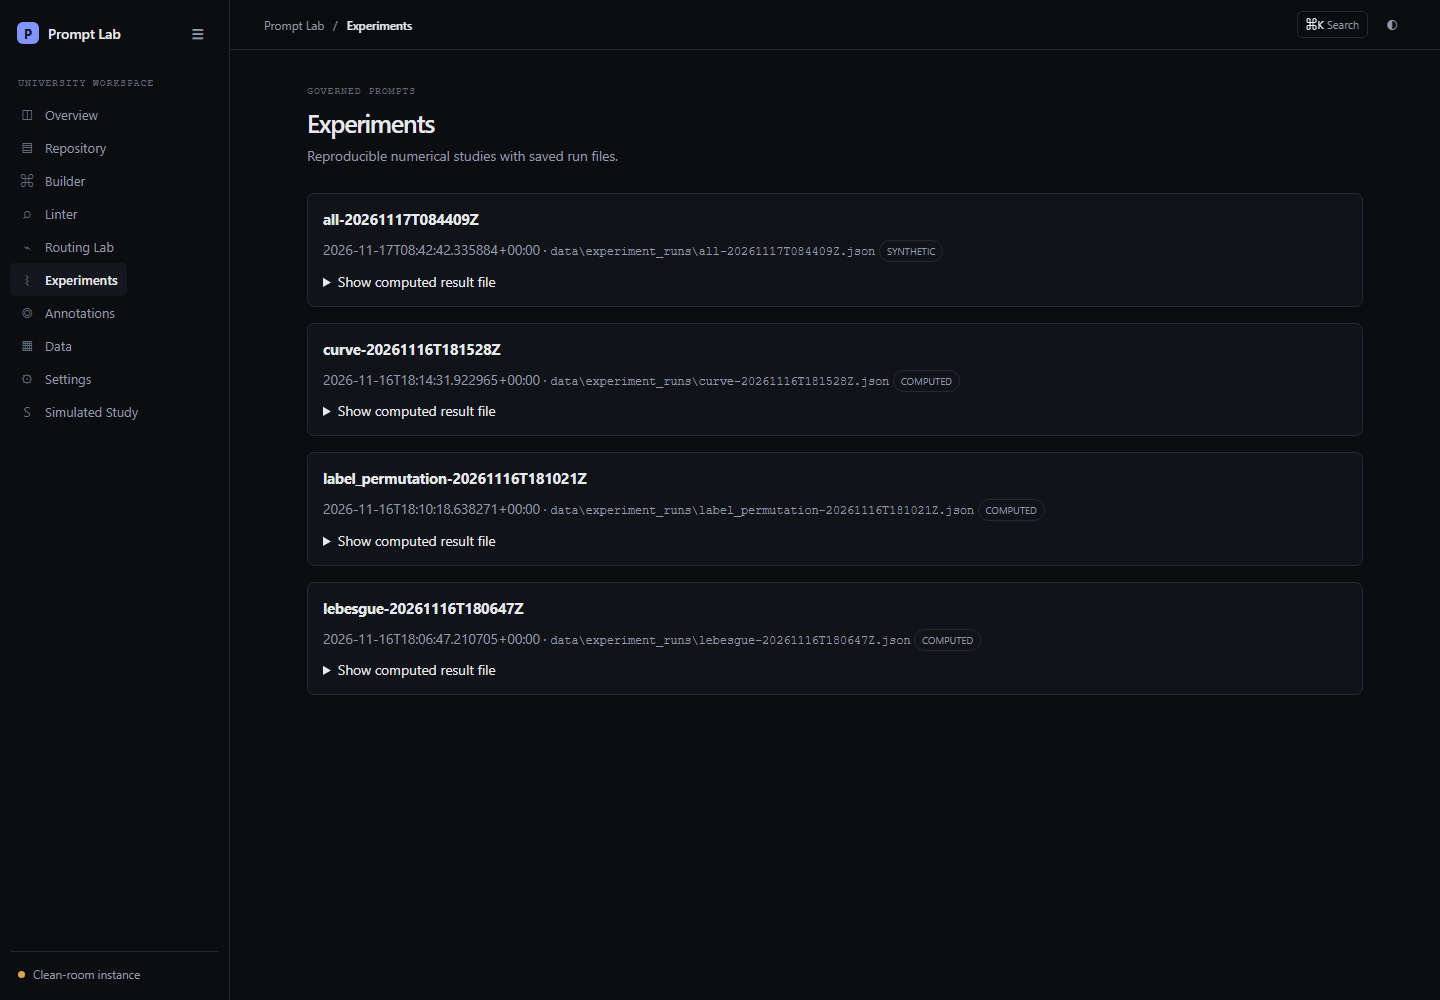 P Prompt Lab
UNIVERSITY WORKSPACE
Overview
Repository
Builder
Linter
Routing Lab
Experiments
Annotations
Data
Settings
S Simulated Study
Clean-room instance
Prompt Lab / Experiments
⌘K Search
GOVERNED PROMPTS
Experiments
Reproducible numerical studies with saved run files.
all-20261117T084409Z
2026-11-17T08:42:42.335884+00:00 · data\experiment_runs\all-20261117T084409Z.json SYNTHETIC
Show computed result file
curve-20261116T181528Z
2026-11-16T18:14:31.922965+00:00 · data\experiment_runs\curve-20261116T181528Z.json COMPUTED
Show computed result file
label_permutation-20261116T181021Z
2026-11-16T18:10:18.638271+00:00 · data\experiment_runs\label_permutation-20261116T181021Z.json COMPUTED
Show computed result file
lebesgue-20261116T180647Z
2026-11-16T18:06:47.210705+00:00 · data\experiment_runs\lebesgue-20261116T180647Z.json COMPUTED
Show computed result file